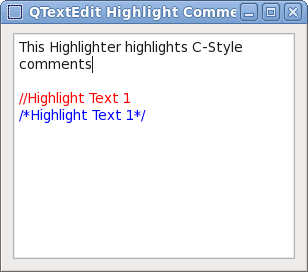 QTextEdit Highlight Comme
This Highlighter highlights C-Style
comments
//Highlight Text 1
/*Highlight Text 1*/